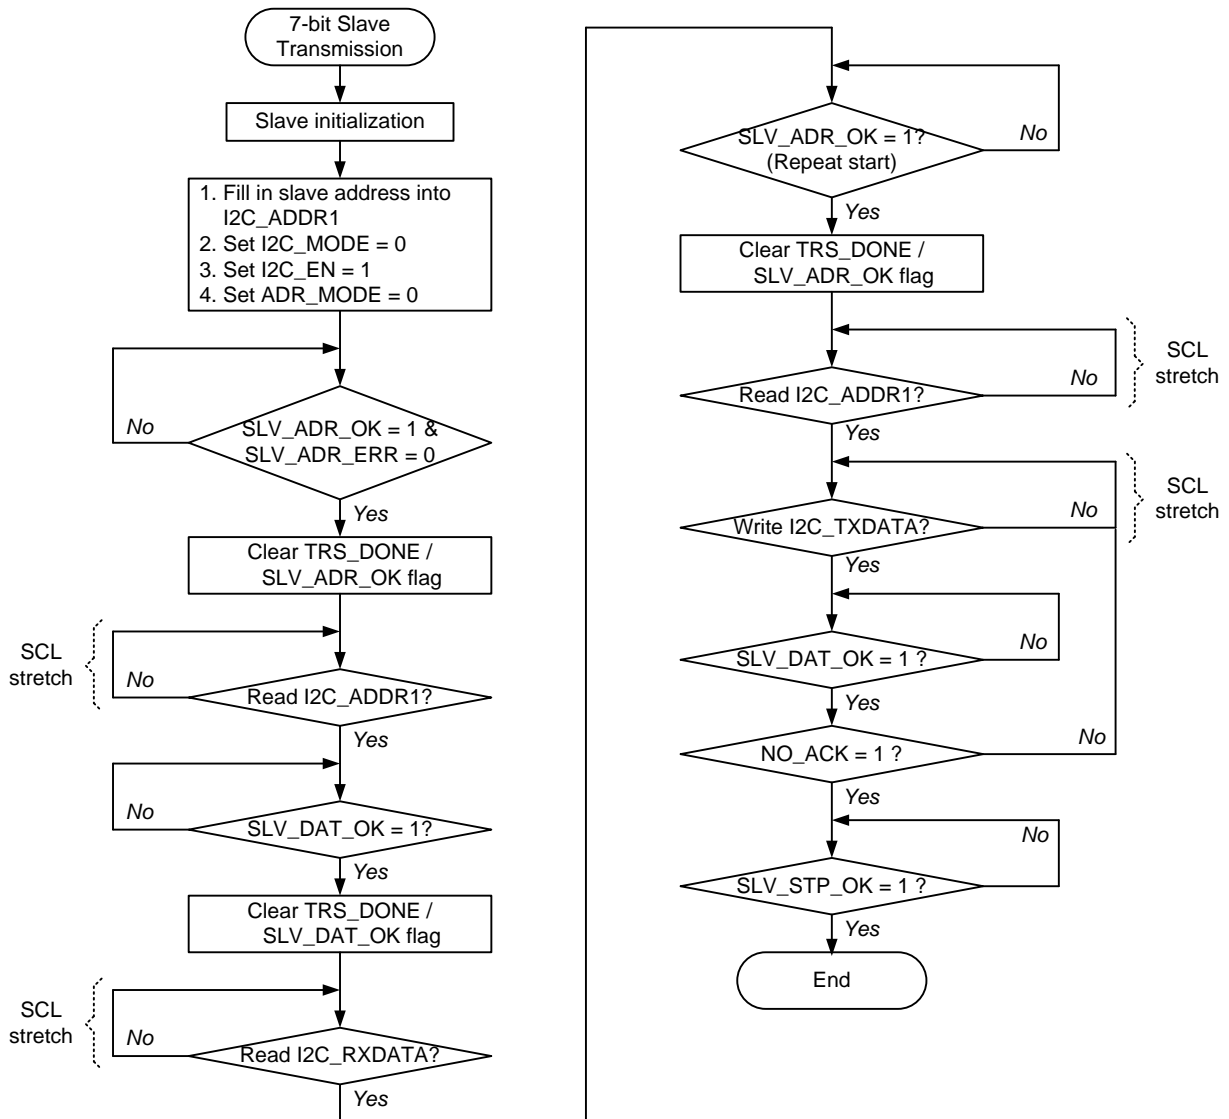 7-bit Slave
Transmission
Slave initialization
1. Fill in slave address into
I2C_ADDR1
2. Set I2C_MODE = 0
3. Set I2C_EN = 1
4. Set ADR_MODE = 0
No
SLV_ADR_OK = 1 &
SLV_ADR_ERR = 0
Yes
Clear TRS_DONE /
SLV_ADR_OK flag
SCL
stretch
No
Read I2C_ADDR1?
Yes
No
SLV_DAT_OK = 1?
Yes
Clear TRS_DONE /
SLV_DAT_OK flag
SCL
stretch
No
Read I2C_RXDATA?
Yes
SLV_ADR_OK = 1?
(Repeat start)
No
Yes
Clear TRS_DONE /
SLV_ADR_OK flag
SCL
stretch
Read I2C_ADDR1?
No
Yes
SCL
stretch
Write I2C_TXDATA?
No
Yes
SLV_DAT_OK = 1 ?
No
Yes
NO_ACK = 1 ?
No
Yes
SLV_STP_OK = 1 ?
No
Yes
End